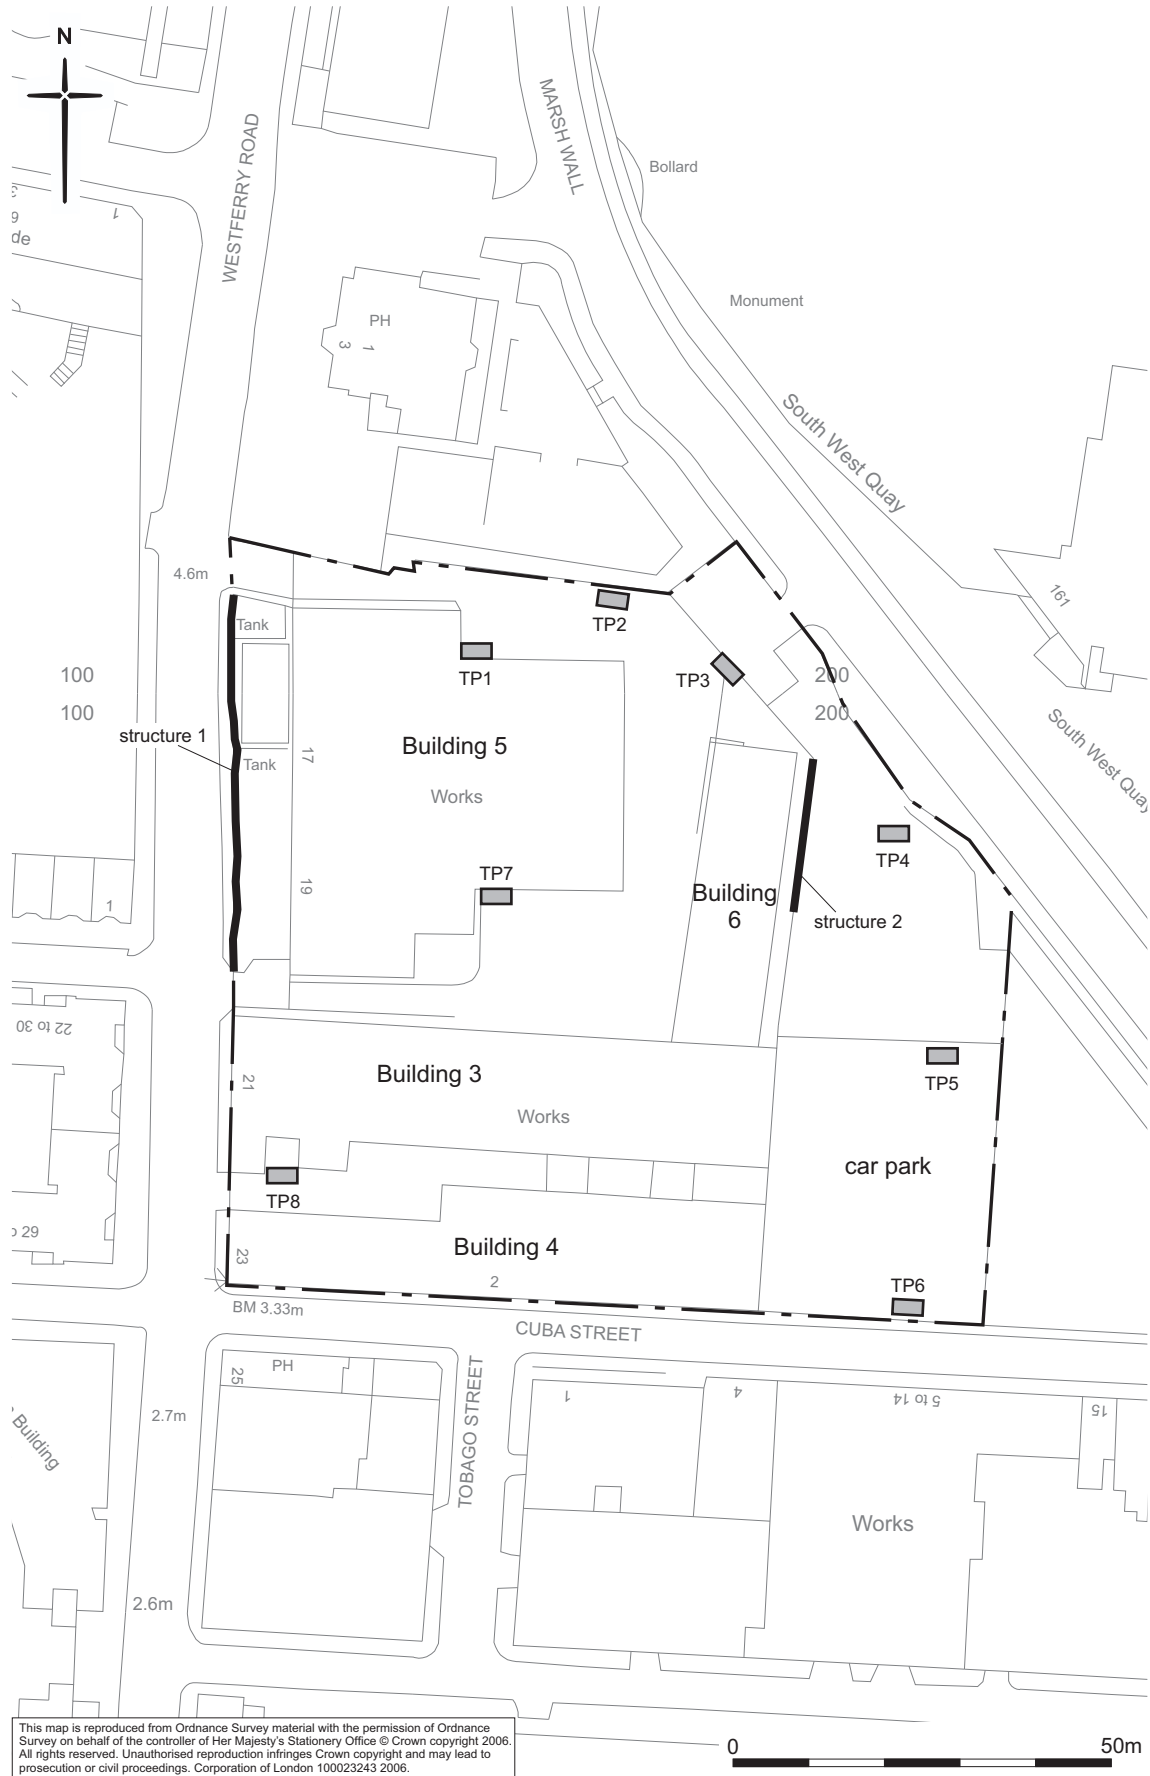 N
WESTFERRY ROAD
MARSH WALL
Bollard
1
de
Monument
PH
3
1
South West Quay
161
4.6m
TP2
Tank
TP1
TP3
100
200
100
200
structure 1
South West Quay
17
Building 5
Tank
Works
TP4
TP7
19
Building
6
structure 2
1
22 to 30
Building 3
TP5
21
Works
car park
TP8
29
Building 4
23
2
TP6
BM 3.33m
CUBA STREET
PH
25
TOBAGO STREET
1
4
5 to 14
15
2.7m
Building
Works
2.6m
This map is reproduced from Ordnance Survey material with the permission of Ordnance
Survey on behalf of the controller of Her Majesty's Stationery Office © Crown copyright 2006.
All rights reserved. Unauthorised reproduction infringes Crown copyright and may lead to
prosecution or civil proceedings. Corporation of London 100023243 2006.
0
50m